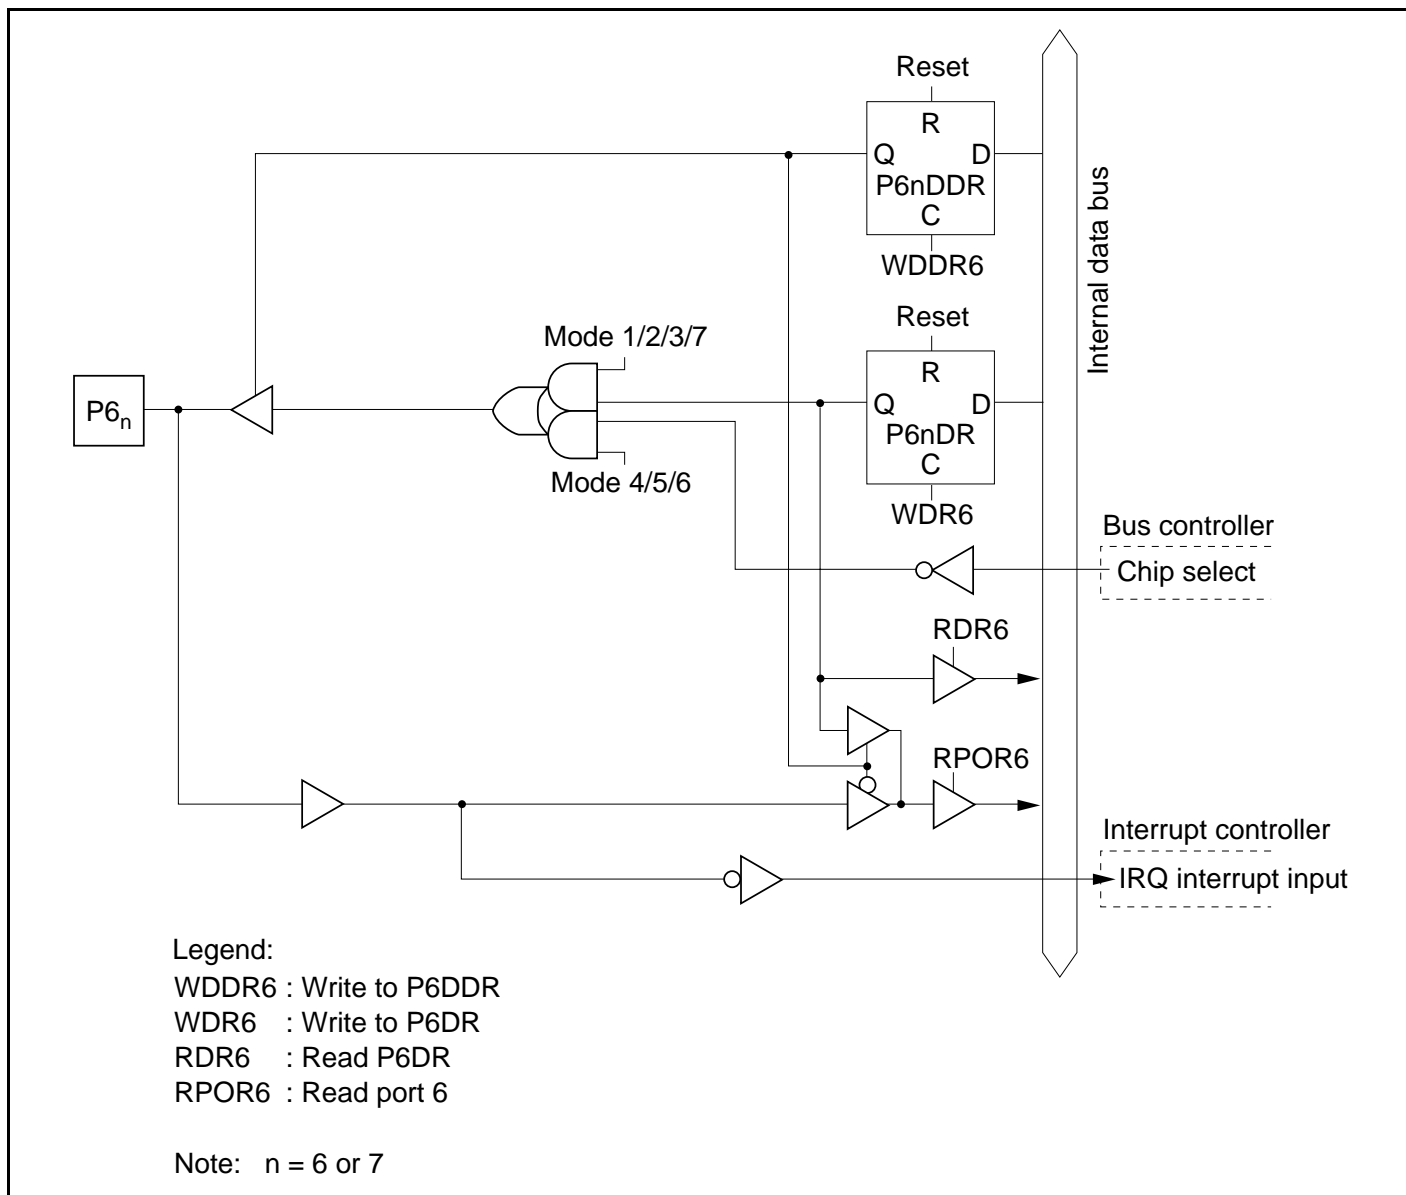 Reset
R
Q D
P6nDDR
C
WDDR6
Internal data bus
Reset
Mode 1/2/3/7
R
P6n
Q D
P6nDR
C
Mode 4/5/6
WDR6
Bus controller
Chip select
RDR6
RPOR6
Interrupt controller
IRQ interrupt input
Legend:
WDDR6 : Write to P6DDR
WDR6 : Write to P6DR
RDR6 : Read P6DR
RPOR6 : Read port 6
Note: n = 6 or 7